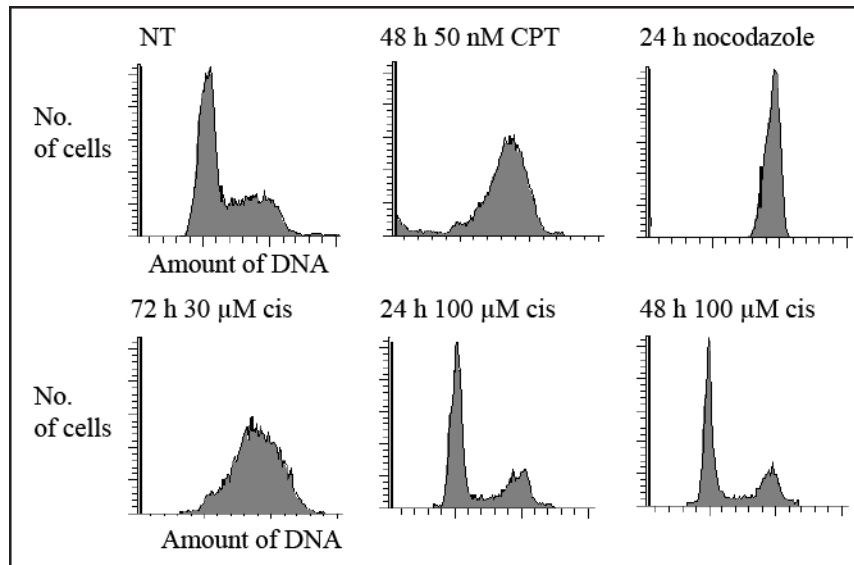 NT
48 h 50 nM CPT
24 h nocodazole
No.
of cells
Amount of DNA
72 h 30 µM cis
24 h 100 µM cis
48 h 100 µM cis
No.
of cells
Amount of DNA